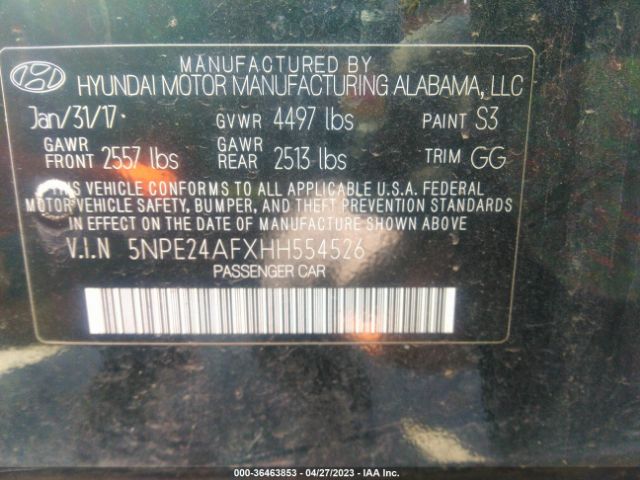 MANUFACTURED BY
HYUNDAI MOTOR MANUFACTURING ALABAMA, LLC
Jan/31/17 GVWR 4497 lbs PAINT S3
GAWR FRONT 2557 lbs GAWR REAR 2513 lbs TRIM GG
THIS VEHICLE CONFORMS TO ALL APPLICABLE U.S.A. FEDERAL
MOTOR VEHICLE SAFETY, BUMPER, AND THEFT PREVENTION STANDARDS
IN EFFECT ON THE DATE OF MANUFACTURE SHOWN ABOVE
V.I.N 5NPE24AFXHH554526
PASSENGER CAR
000-36463853 - 04/27/2023 - IAA Inc.